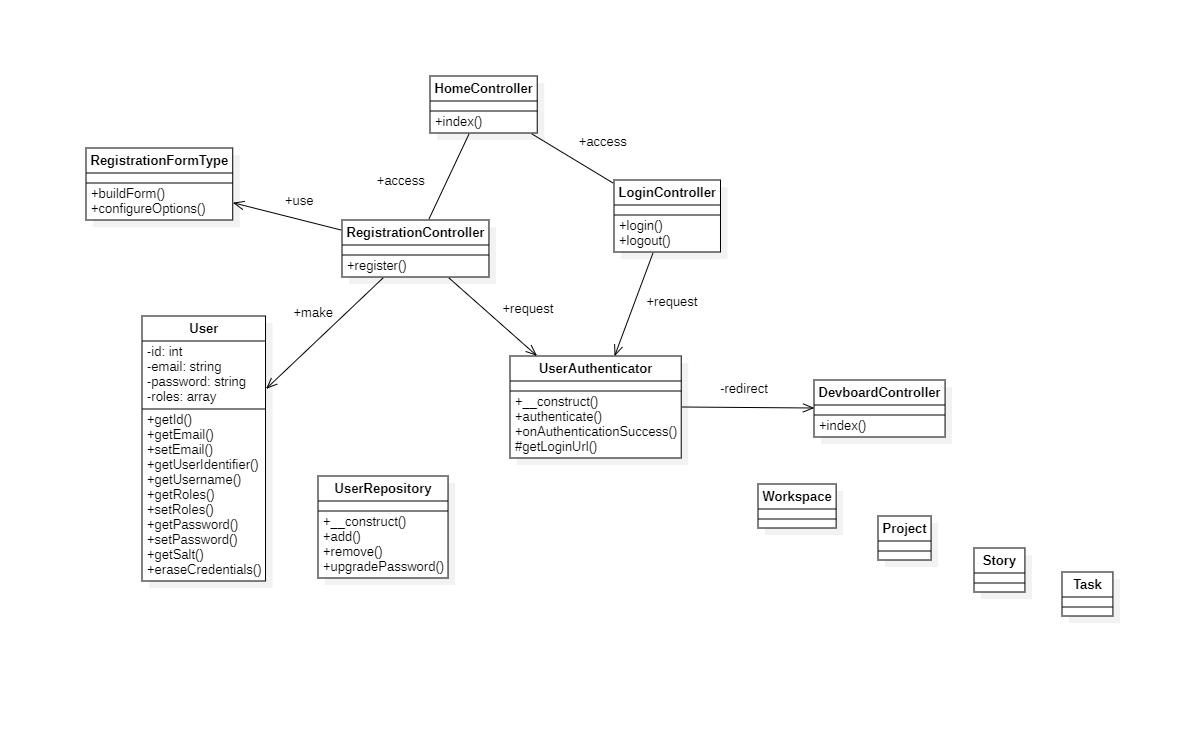 HomeController
+index()
+access
+access
RegistrationFormType
+buildForm()
+configureOptions()
+use
LoginController
+login()
+logout()
RegistrationController
+register()
+make
+request
+request
User
-id: int
-email: string
-password: string
-roles: array
+getId()
+getEmail()
+setEmail()
+getUserIdentifier()
+getUsername()
+getRoles()
+setRoles()
+getPassword()
+setPassword()
+getSalt()
+eraseCredentials()
UserAuthenticator
+__construct()
+authenticate()
+onAuthenticationSuccess()
#getLoginUrl()
-redirect
DevboardController
+index()
UserRepository
+__construct()
+add()
+remove()
+upgradePassword()
Workspace
Project
Story
Task